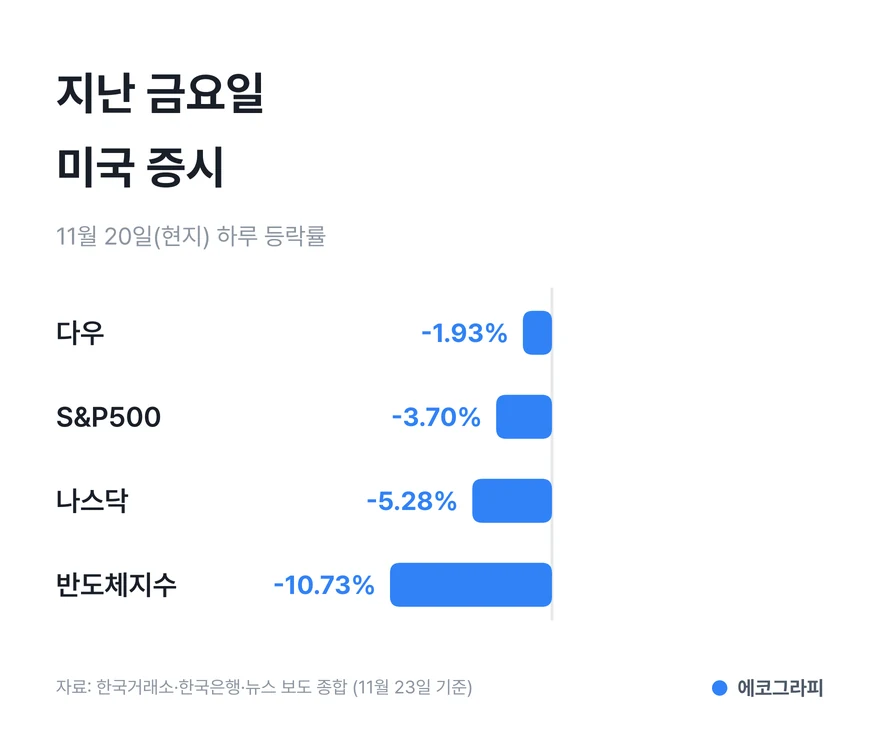 지난 금요일
미국 증시
11월 20일(현지) 하루 등락률
다우 -1.93%
S&P500 -3.70%
나스닥 -5.28%
반도체지수 -10.73%
자료: 한국거래소·한국은행·뉴스 보도 종합 (11월 23일 기준)
에코그라피